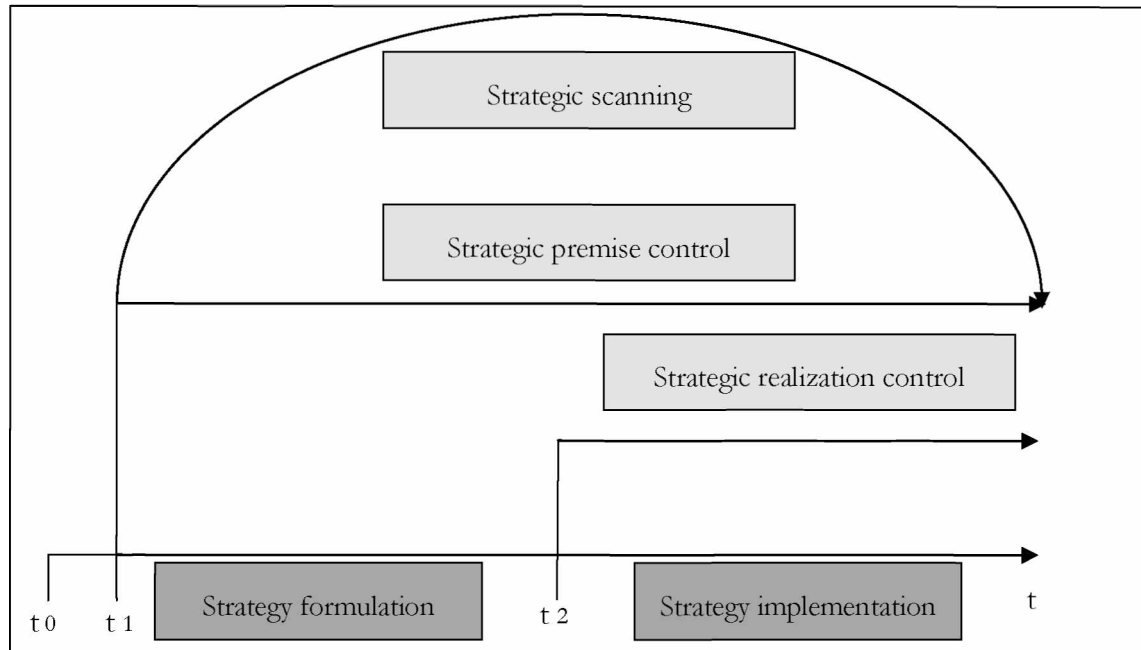 Strategic scanning
Strategic premise control
Strategic realization control
Strategy formulation
Strategy implementation
t 0
t 1
t 2
t